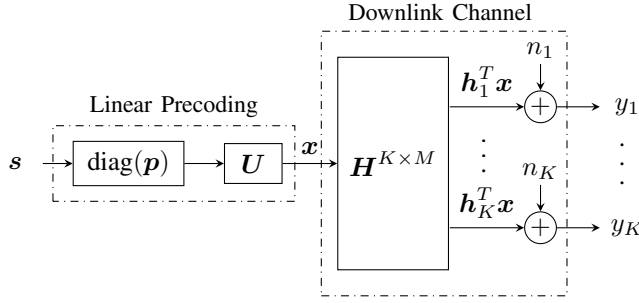 Downlink Channel
Linear Precoding
s
diag(p)
U
x
H^{K×M}
h_1^T x
n_1
+
y_1
h_K^T x
n_K
+
y_K